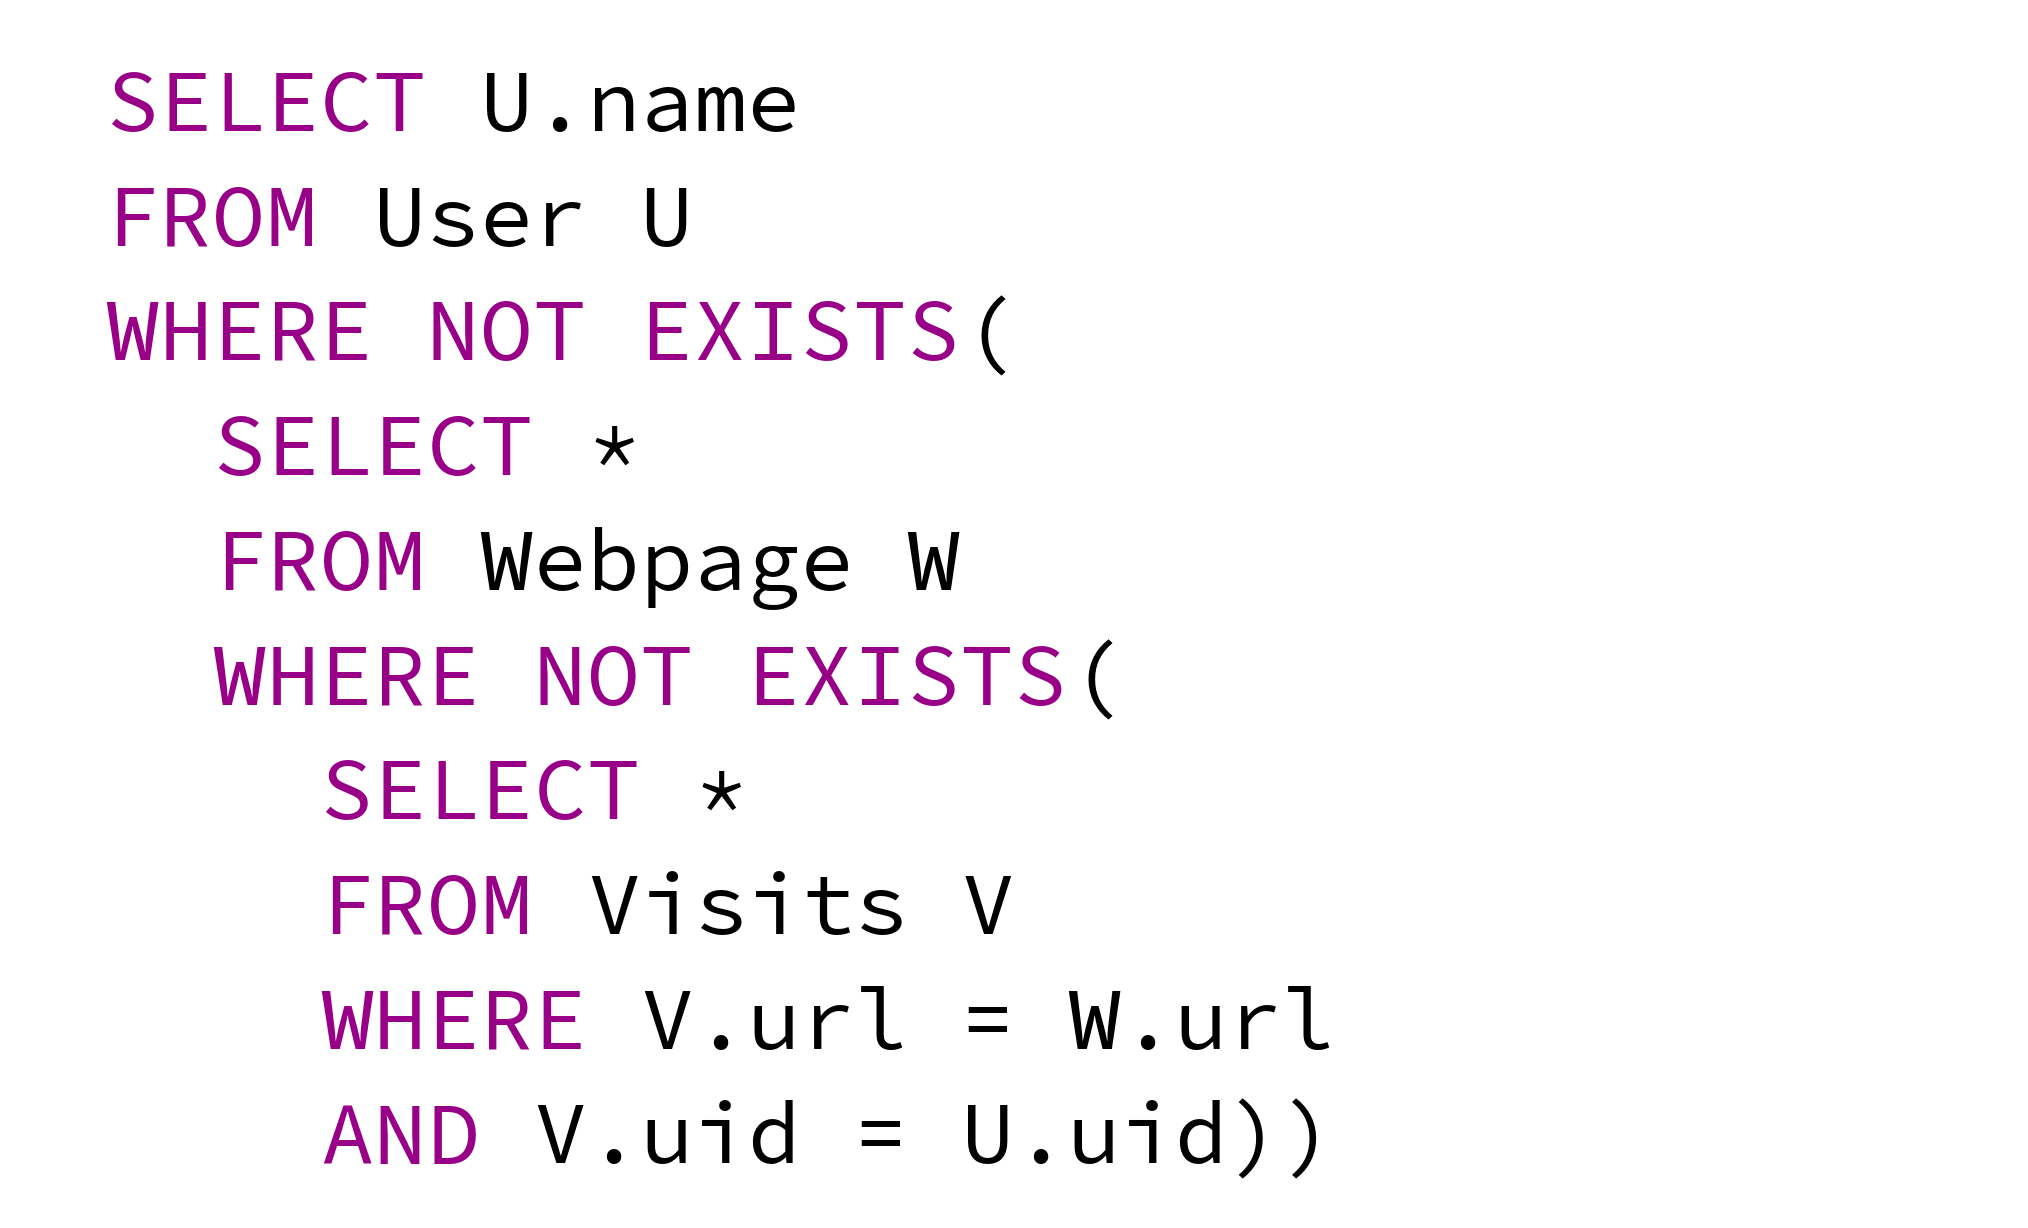 SELECT U.name
FROM User U
WHERE NOT EXISTS(
SELECT *
FROM Webpage W
WHERE NOT EXISTS(
SELECT *
FROM Visits V
WHERE V.url = W.url
AND V.uid = U.uid))